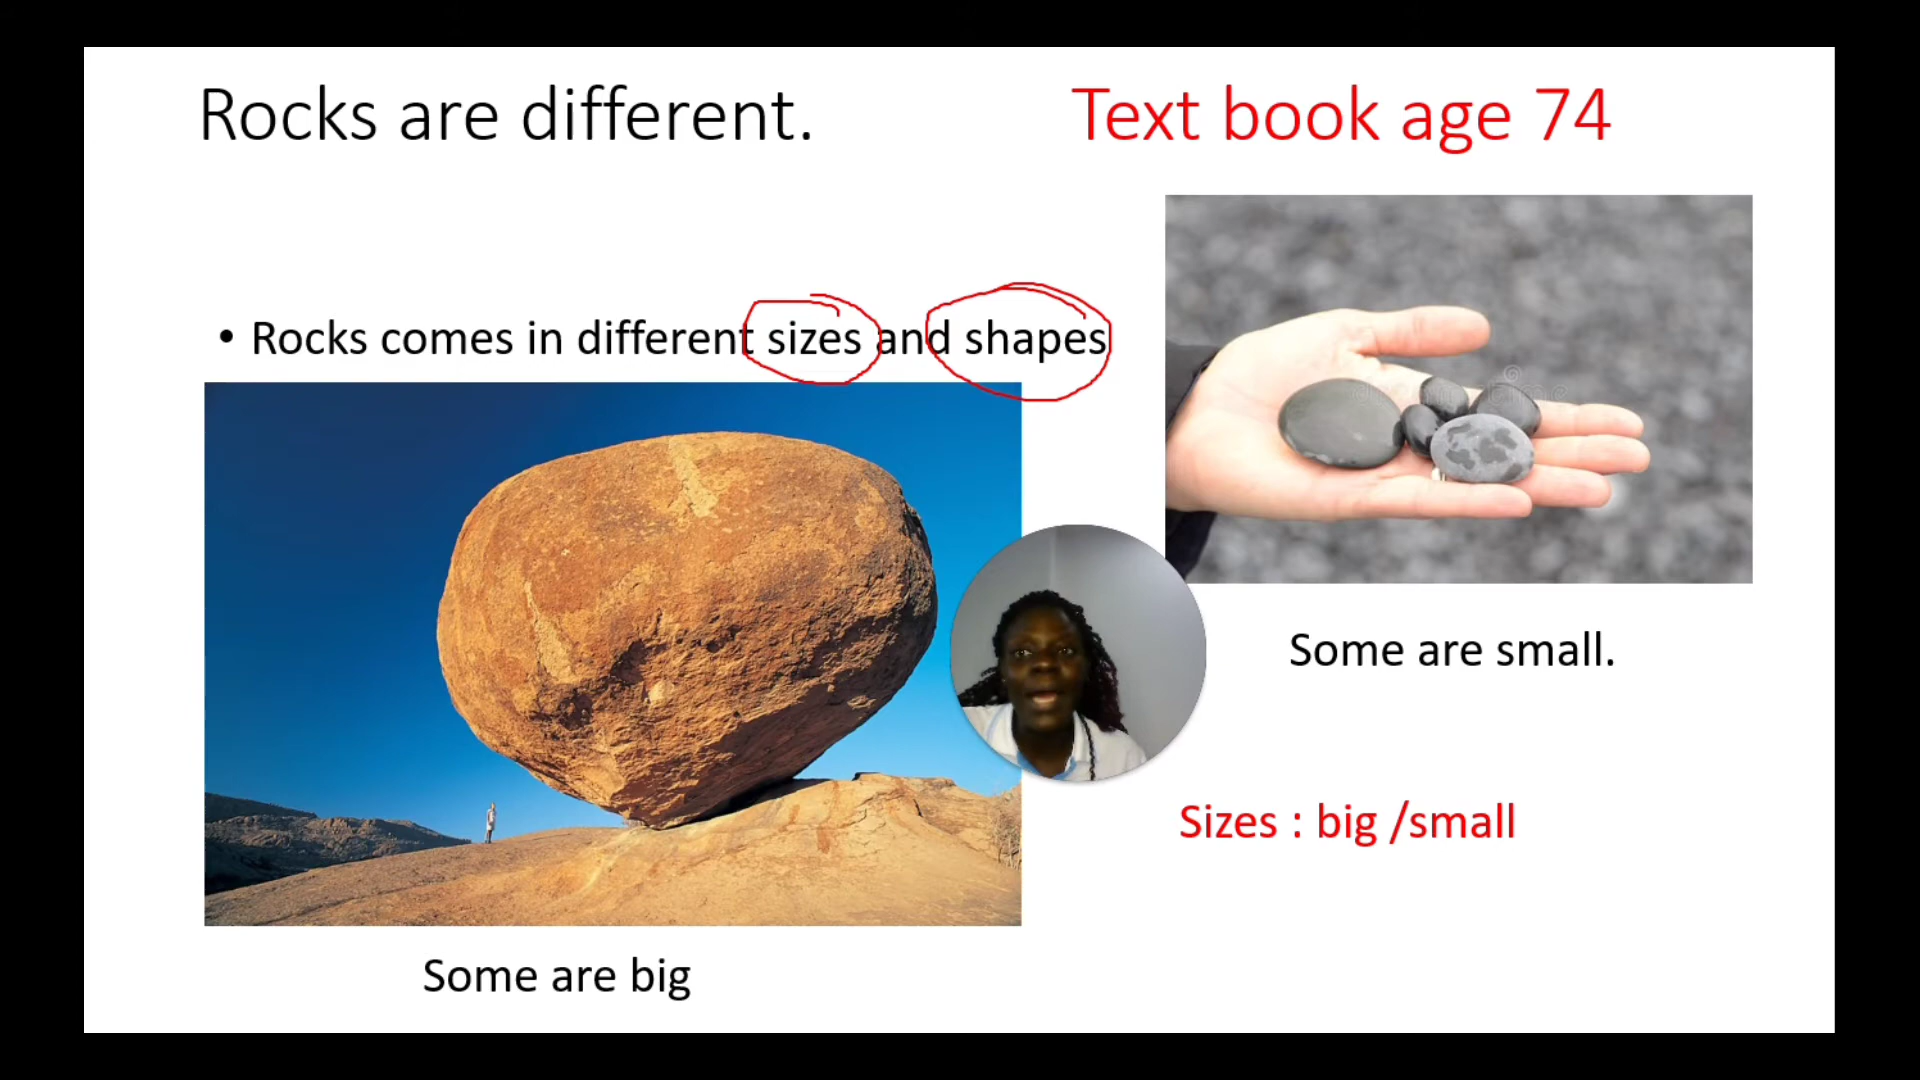 Rocks are different.
Text book age 74
• Rocks comes in different sizes and shapes
Some are small.
Sizes : big /small
Some are big